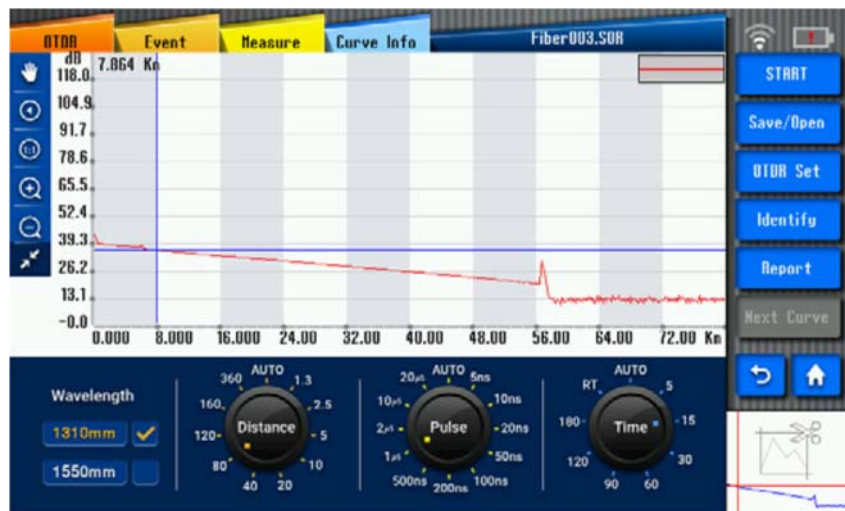 OTDR Event Measure Curve Info Fiber003.SOR
dB 7.864 Km
118.0
104.9
91.7
78.6
65.5
52.4
39.3
26.2
13.1
-0.0
0.000 8.000 16.000 24.00 32.00 40.00 48.00 56.00 64.00 72.00 Km
1:1
START
Save/Open
OTDR Set
Identify
Report
Next Curve
Wavelength
1310mm
1550mm
Distance
AUTO
1.3
2.5
5
10
20
40
80
120
160
360
Pulse
AUTO
5ns
10ns
20ns
50ns
100ns
200ns
500ns
1µs
2µs
10µs
20µs
Time
AUTO
5
15
30
60
90
120
180
RT